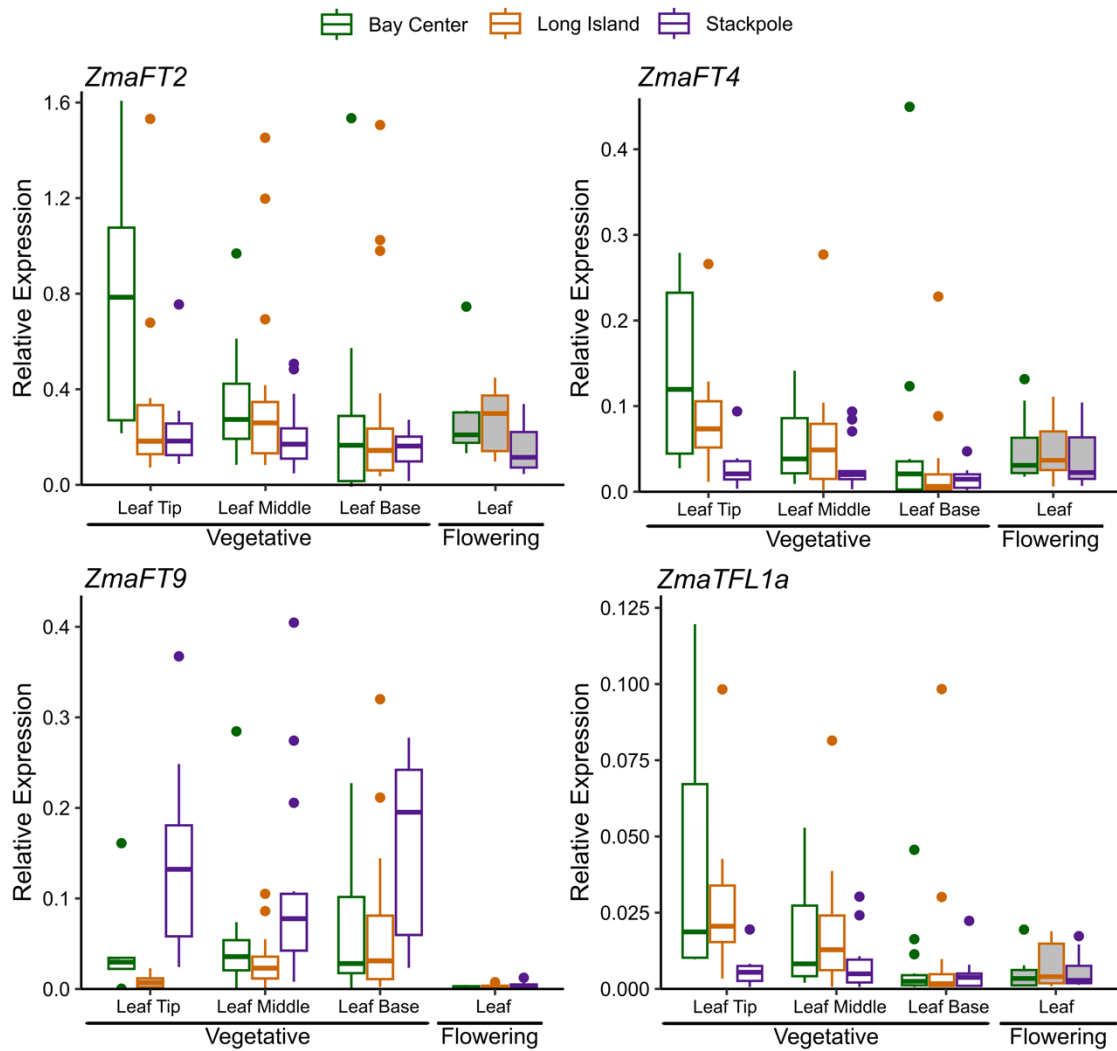 Bay Center Long Island Stackpole
ZmaFT2
Relative Expression
1.6
1.2
0.8
0.4
0.0
Leaf Tip Leaf Middle Leaf Base Leaf
Vegetative Flowering
ZmaFT4
Relative Expression
0.4
0.3
0.2
0.1
0.0
Leaf Tip Leaf Middle Leaf Base Leaf
Vegetative Flowering
ZmaFT9
Relative Expression
0.4
0.3
0.2
0.1
0.0
Leaf Tip Leaf Middle Leaf Base Leaf
Vegetative Flowering
ZmaTFL1a
Relative Expression
0.125
0.100
0.075
0.050
0.025
0.000
Leaf Tip Leaf Middle Leaf Base Leaf
Vegetative Flowering